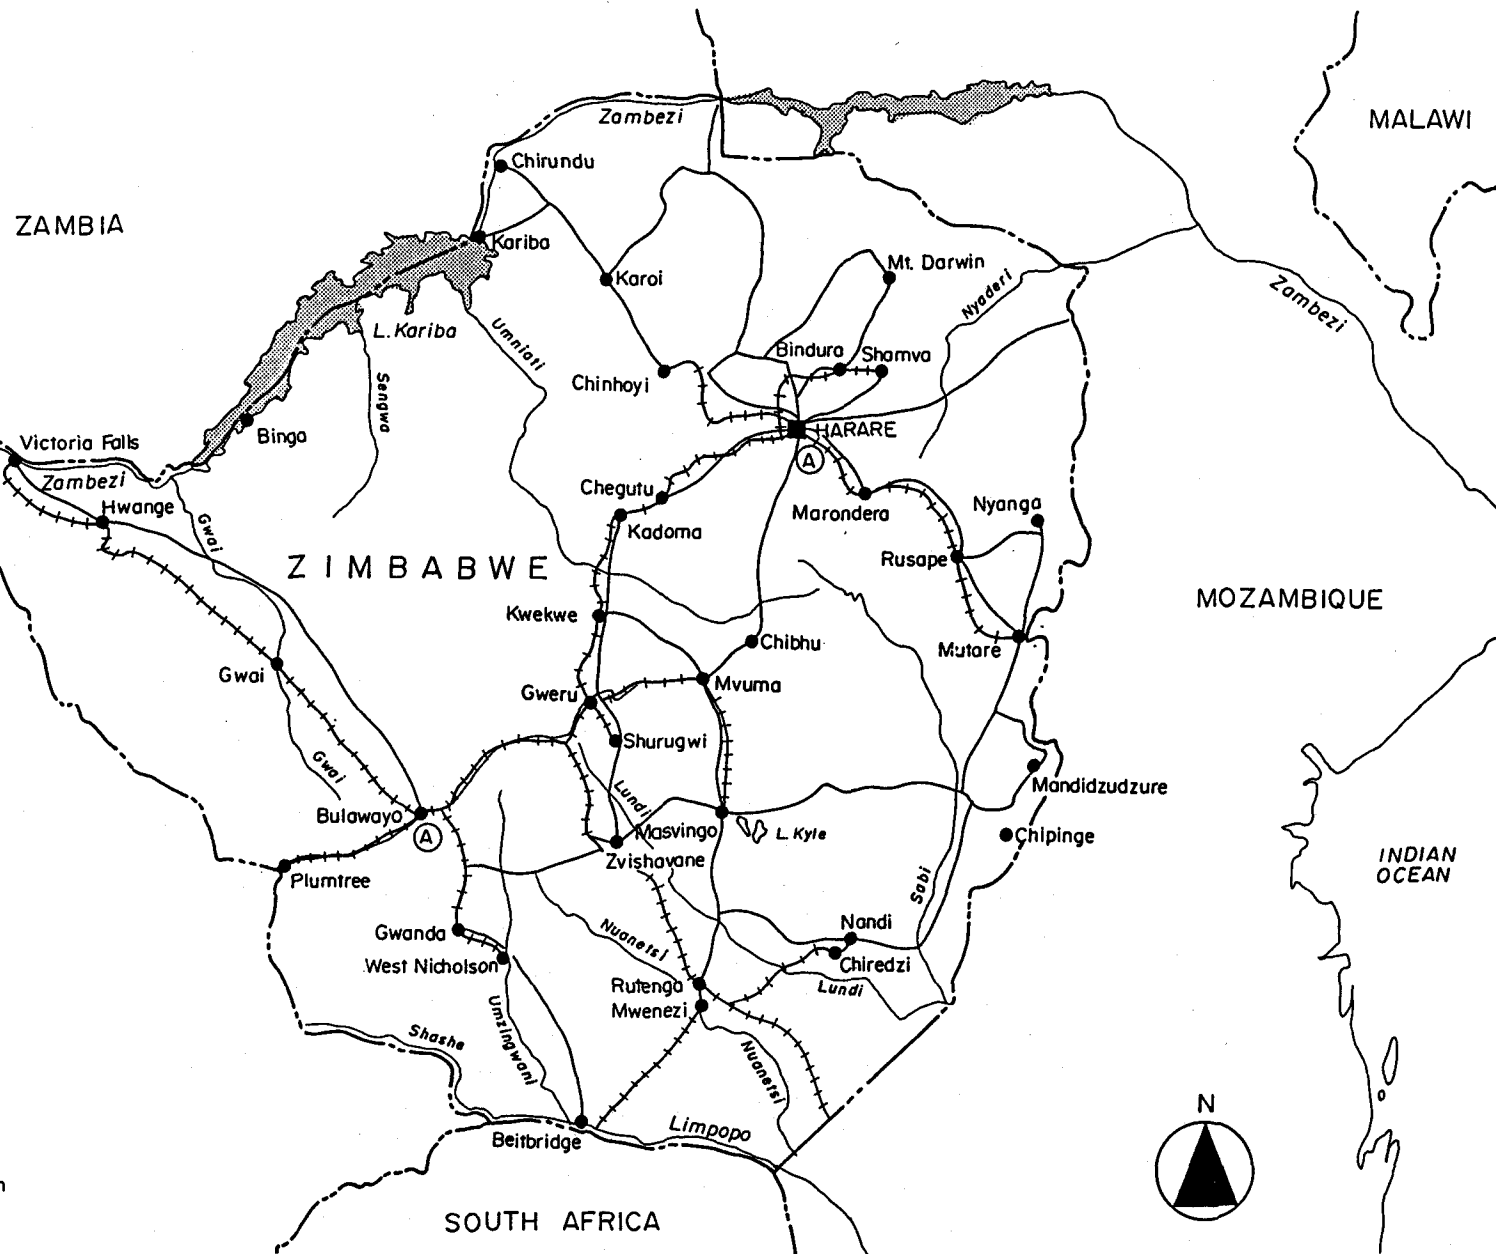 MALAWI
Zambezi
Chirundu
ZAMBIA
Kariba
Mt. Darwin
Karoi
Nyaderi
Zambezi
L. Kariba
Umniati
Bindura
Shamva
Chinhoyi
Sengwa
Binga
HARARE
A
Victoria Falls
Zambezi
Hwange
Gwai
Chegutu
Kadoma
Marondera
Nyanga
Rusape
ZIMBABWE
MOZAMBIQUE
Kwekwe
Chibhu
Mutare
Gwai
Gweru
Mvuma
Shurugwi
Gwai
Lundi
Mandidzudzure
Bulawayo
A
Masvingo
L. Kyle
Chipinge
Zvishavane
INDIAN
OCEAN
Plumtree
Sabi
Gwanda
Nuanetsi
Nandi
West Nicholson
Chiredzi
Rutenga
Lundi
Mwenezi
Umzingwani
Shashe
Nuanetsi
N
Limpopo
Beitbridge
SOUTH AFRICA